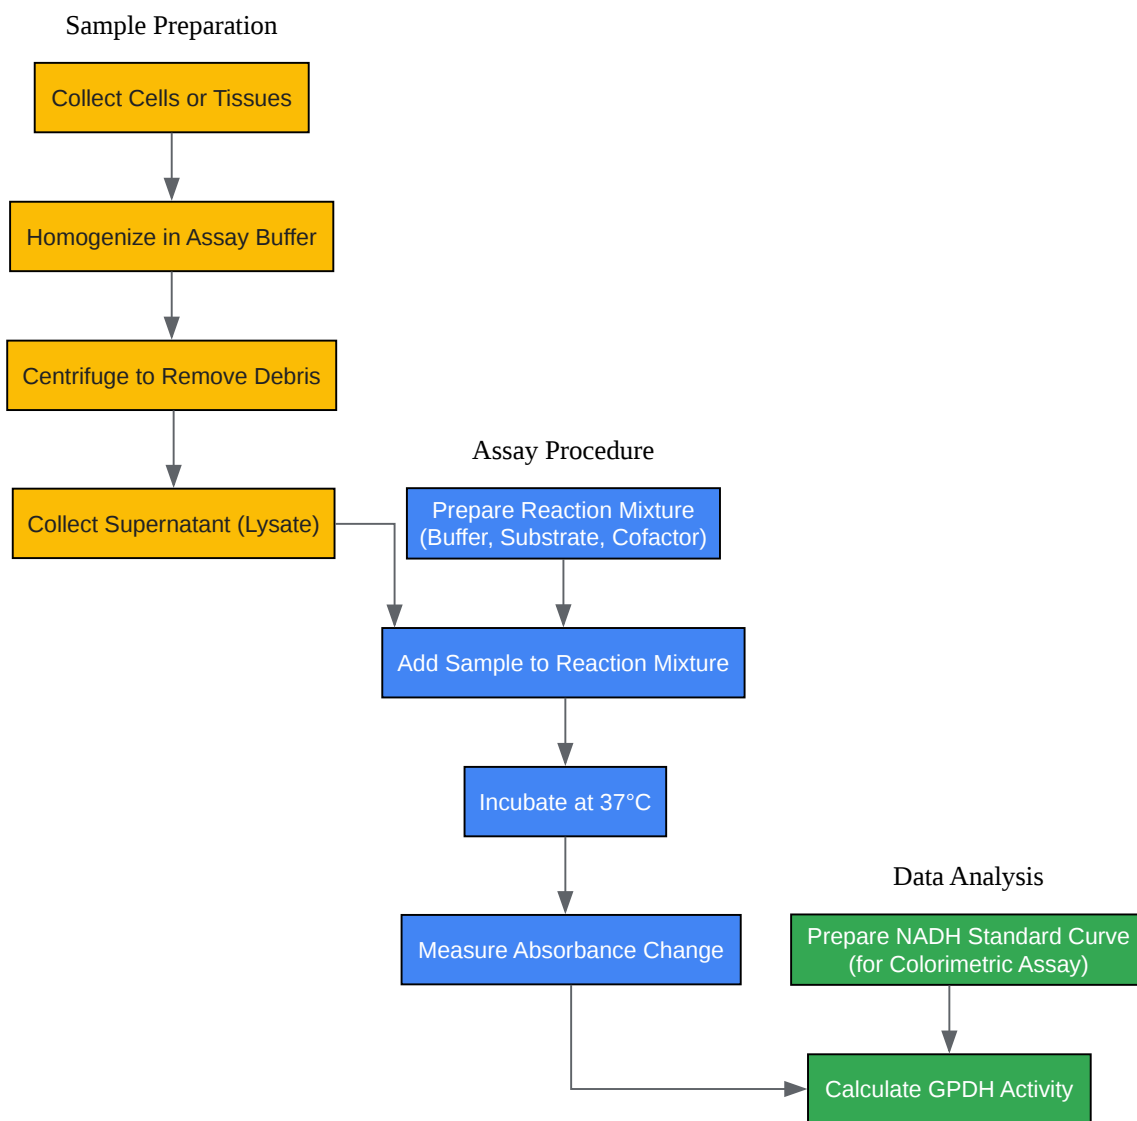 Sample Preparation
Collect Cells or Tissues
Homogenize in Assay Buffer
Centrifuge to Remove Debris
Collect Supernatant (Lysate)
Assay Procedure
Prepare Reaction Mixture
(Buffer, Substrate, Cofactor)
Add Sample to Reaction Mixture
Incubate at 37°C
Measure Absorbance Change
Data Analysis
Prepare NADH Standard Curve
(for Colorimetric Assay)
Calculate GPDH Activity